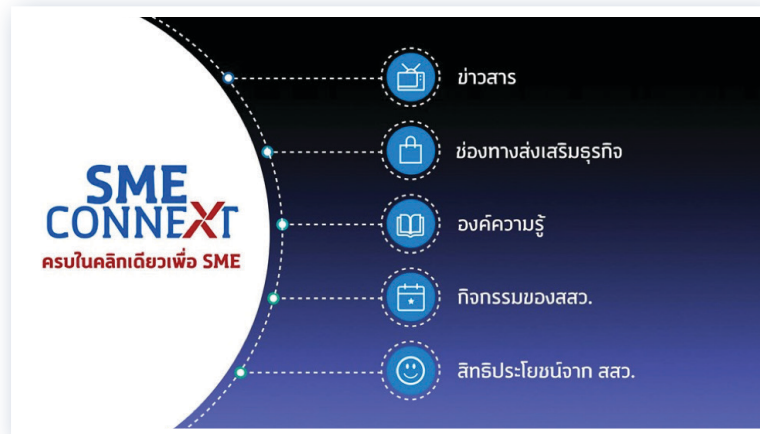 SME
CONNEXT
ครบในคลิกเดียวเพื่อ SME
ข่าวสาร
ช่องทางส่งเสริมธุรกิจ
องค์ความรู้
กิจกรรมของสสว.
สิทธิประโยชน์จาก สสว.